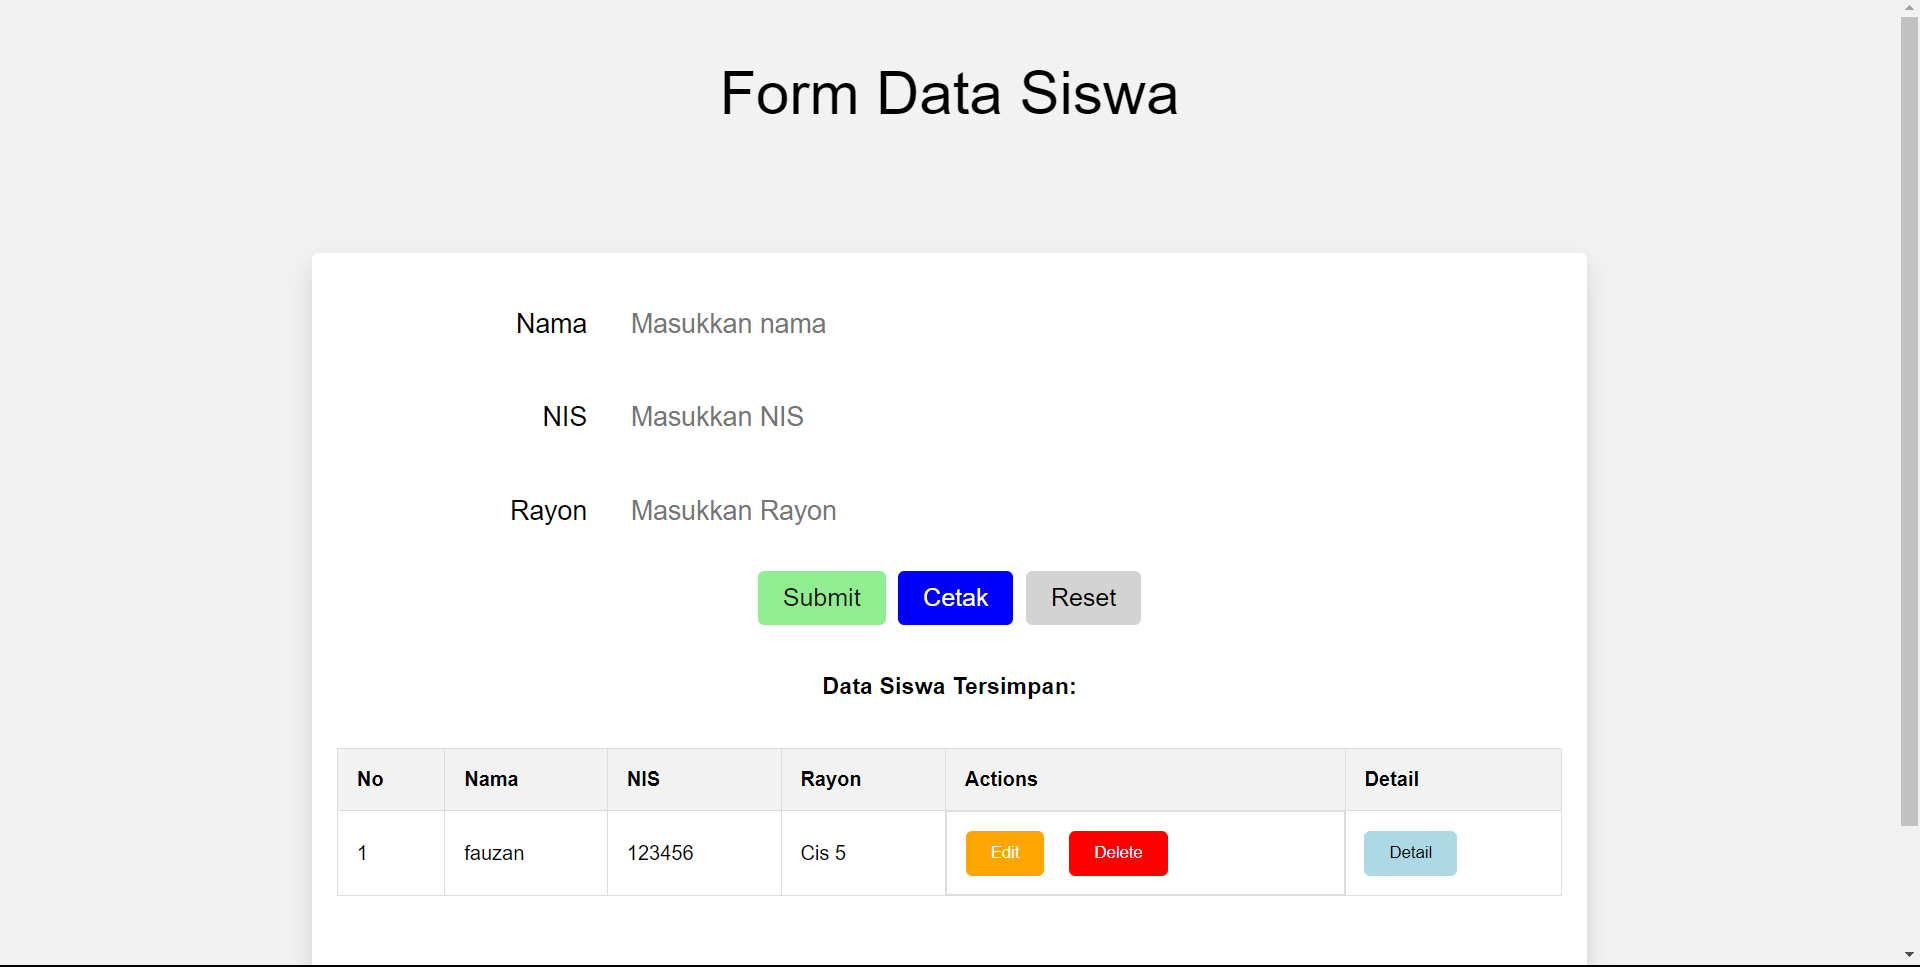 Form Data Siswa
Nama Masukkan nama
NIS Masukkan NIS
Rayon Masukkan Rayon
Submit Cetak Reset
Data Siswa Tersimpan:
No Nama NIS Rayon Actions Detail
1 fauzan 123456 Cis 5 Edit Delete Detail